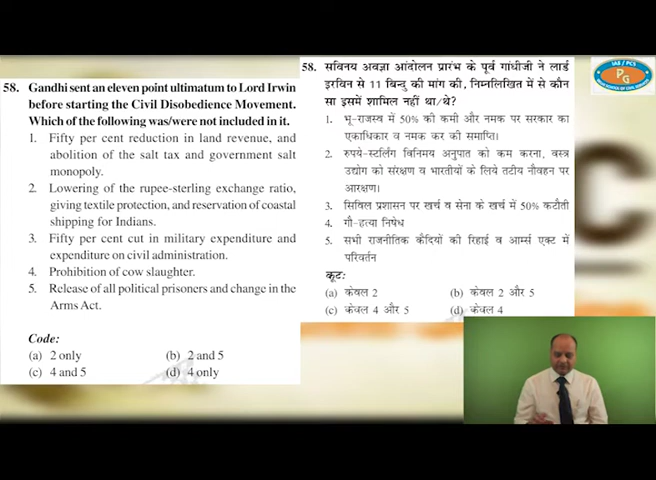 58. Gandhi sent an eleven point ultimatum to Lord Irwin
before starting the Civil Disobedience Movement.
Which of the following was/were not included in it.
1. Fifty per cent reduction in land revenue, and
abolition of the salt tax and government salt
monopoly.
2. Lowering of the rupee-sterling exchange ratio,
giving textile protection, and reservation of coastal
shipping for Indians.
3. Fifty per cent cut in military expenditure and
expenditure on civil administration.
4. Prohibition of cow slaughter.
5. Release of all political prisoners and change in the
Arms Act.
Code:
(a) 2 only (b) 2 and 5
(c) 4 and 5 (d) 4 only
58. सविनय अवज्ञा आंदोलन प्रारंभ के पूर्व गांधीजी ने लार्ड
इरविन से 11 बिन्दु की मांग की, निम्नलिखित में से कौन
सा इसमें शामिल नहीं था/थे?
1. भू-राजस्व में 50% की कमी और नमक पर सरकार का
एकाधिकार व नमक कर की समाप्ति।
2. रुपये-स्टर्लिंग विनिमय अनुपात को कम करना, वस्त्र
उद्योग को संरक्षण व भारतीयों के लिये तटीय नौवहन पर
आरक्षण।
3. सिविल प्रशासन पर खर्च व सेना के खर्च में 50% कटौती
4. गौ-हत्या निषेध
5. सभी राजनीतिक कैदियों की रिहाई व आर्म्स एक्ट में
परिवर्तन
कूट:
(a) केवल 2 (b) केवल 2 और 5
(c) केवल 4 और 5 (d) केवल 4
IAS / PCS
PG
C